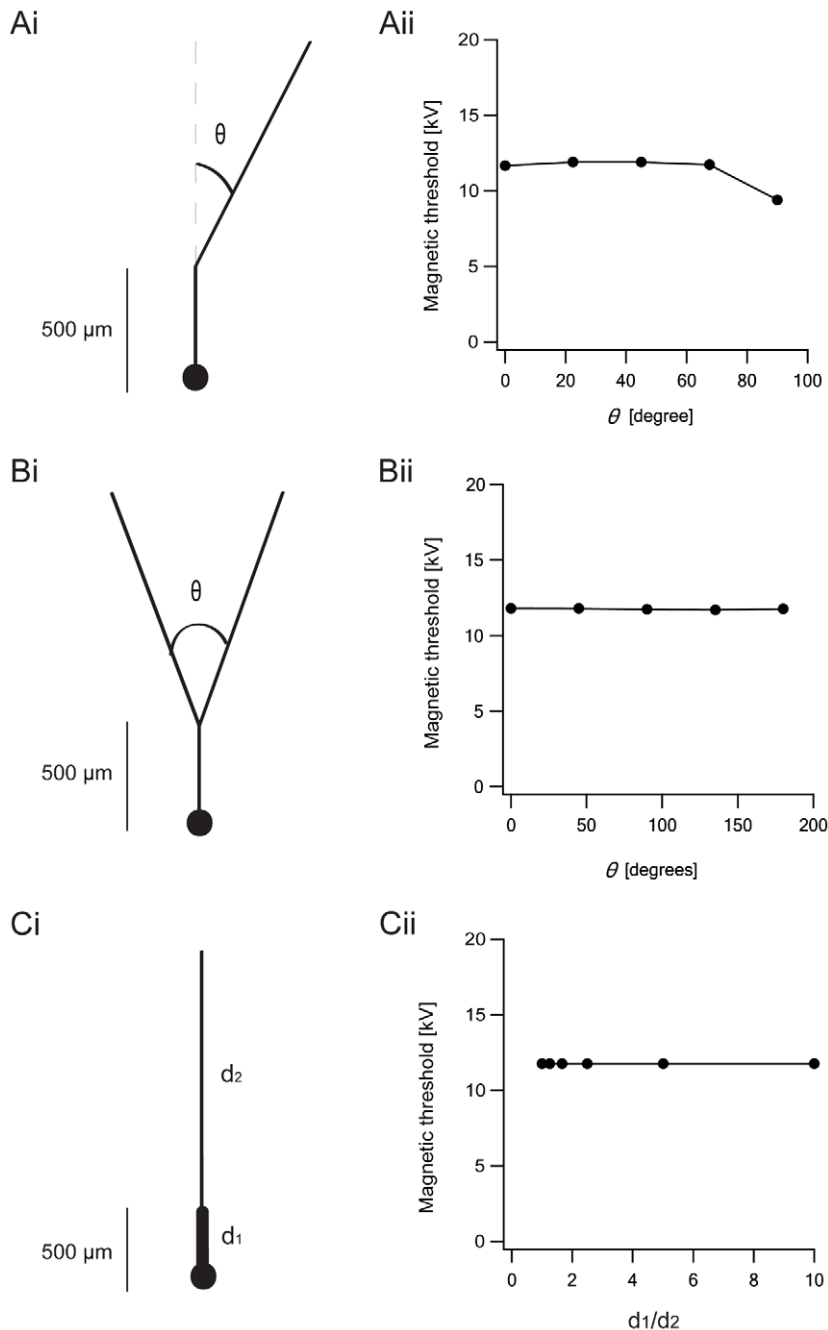 Ai
θ
500 μm
Aii
20
15
10
5
0
Magnetic threshold [kV]
0 20 40 60 80 100
θ [degree]
Bi
θ
500 μm
Bii
20
15
10
5
0
Magnetic threshold [kV]
0 50 100 150 200
θ [degrees]
Ci
d2
d1
500 μm
Cii
20
15
10
5
0
Magnetic threshold [kV]
0 2 4 6 8 10
d1/d2